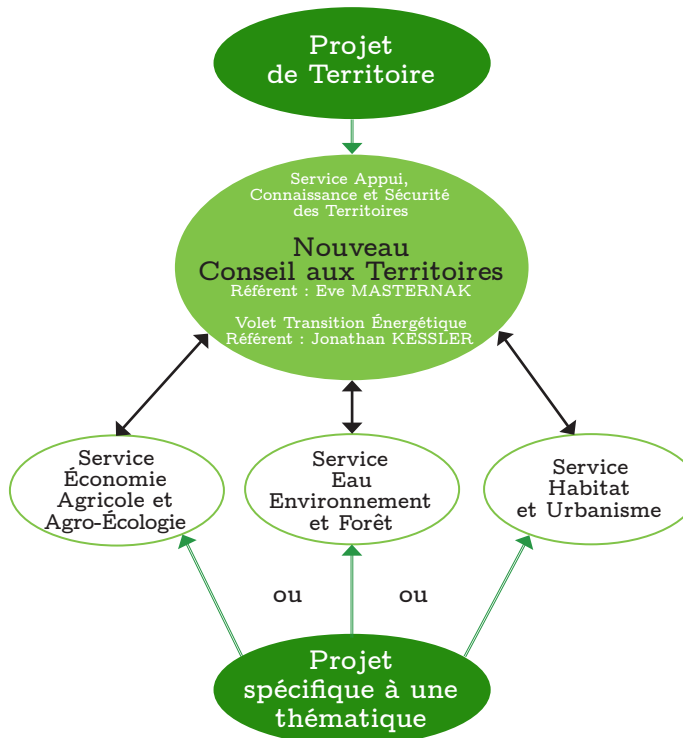 Projet
de Territoire
Service Appui,
Connaissance et Sécurité
des Territoires
Nouveau
Conseil aux Territoires
Référent : Eve MASTERNAK
Volet Transition Énergétique
Référent : Jonathan KESSLER
Service
Économie
Agricole et
Agro-Écologie
Service
Eau
Environnement
et Forêt
Service
Habitat
et Urbanisme
ou
ou
Projet
spécifique à une
thématique